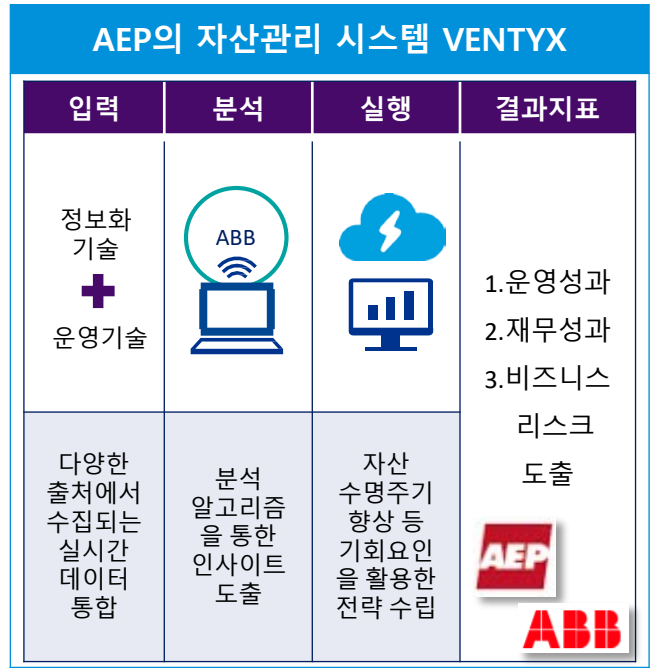 AEP의 자산관리 시스템 VENTYX
입력
분석
실행
결과지표
정보화
기술
운영기술
ABB
1.운영성과
2.재무성과
3.비즈니스
리스크
도출
다양한
출처에서
수집되는
실시간
데이터
통합
분석
알고리즘
을 통한
인사이트
도출
자산
수명주기
향상 등
기회요인
을 활용한
전략 수립
AEP
ABB